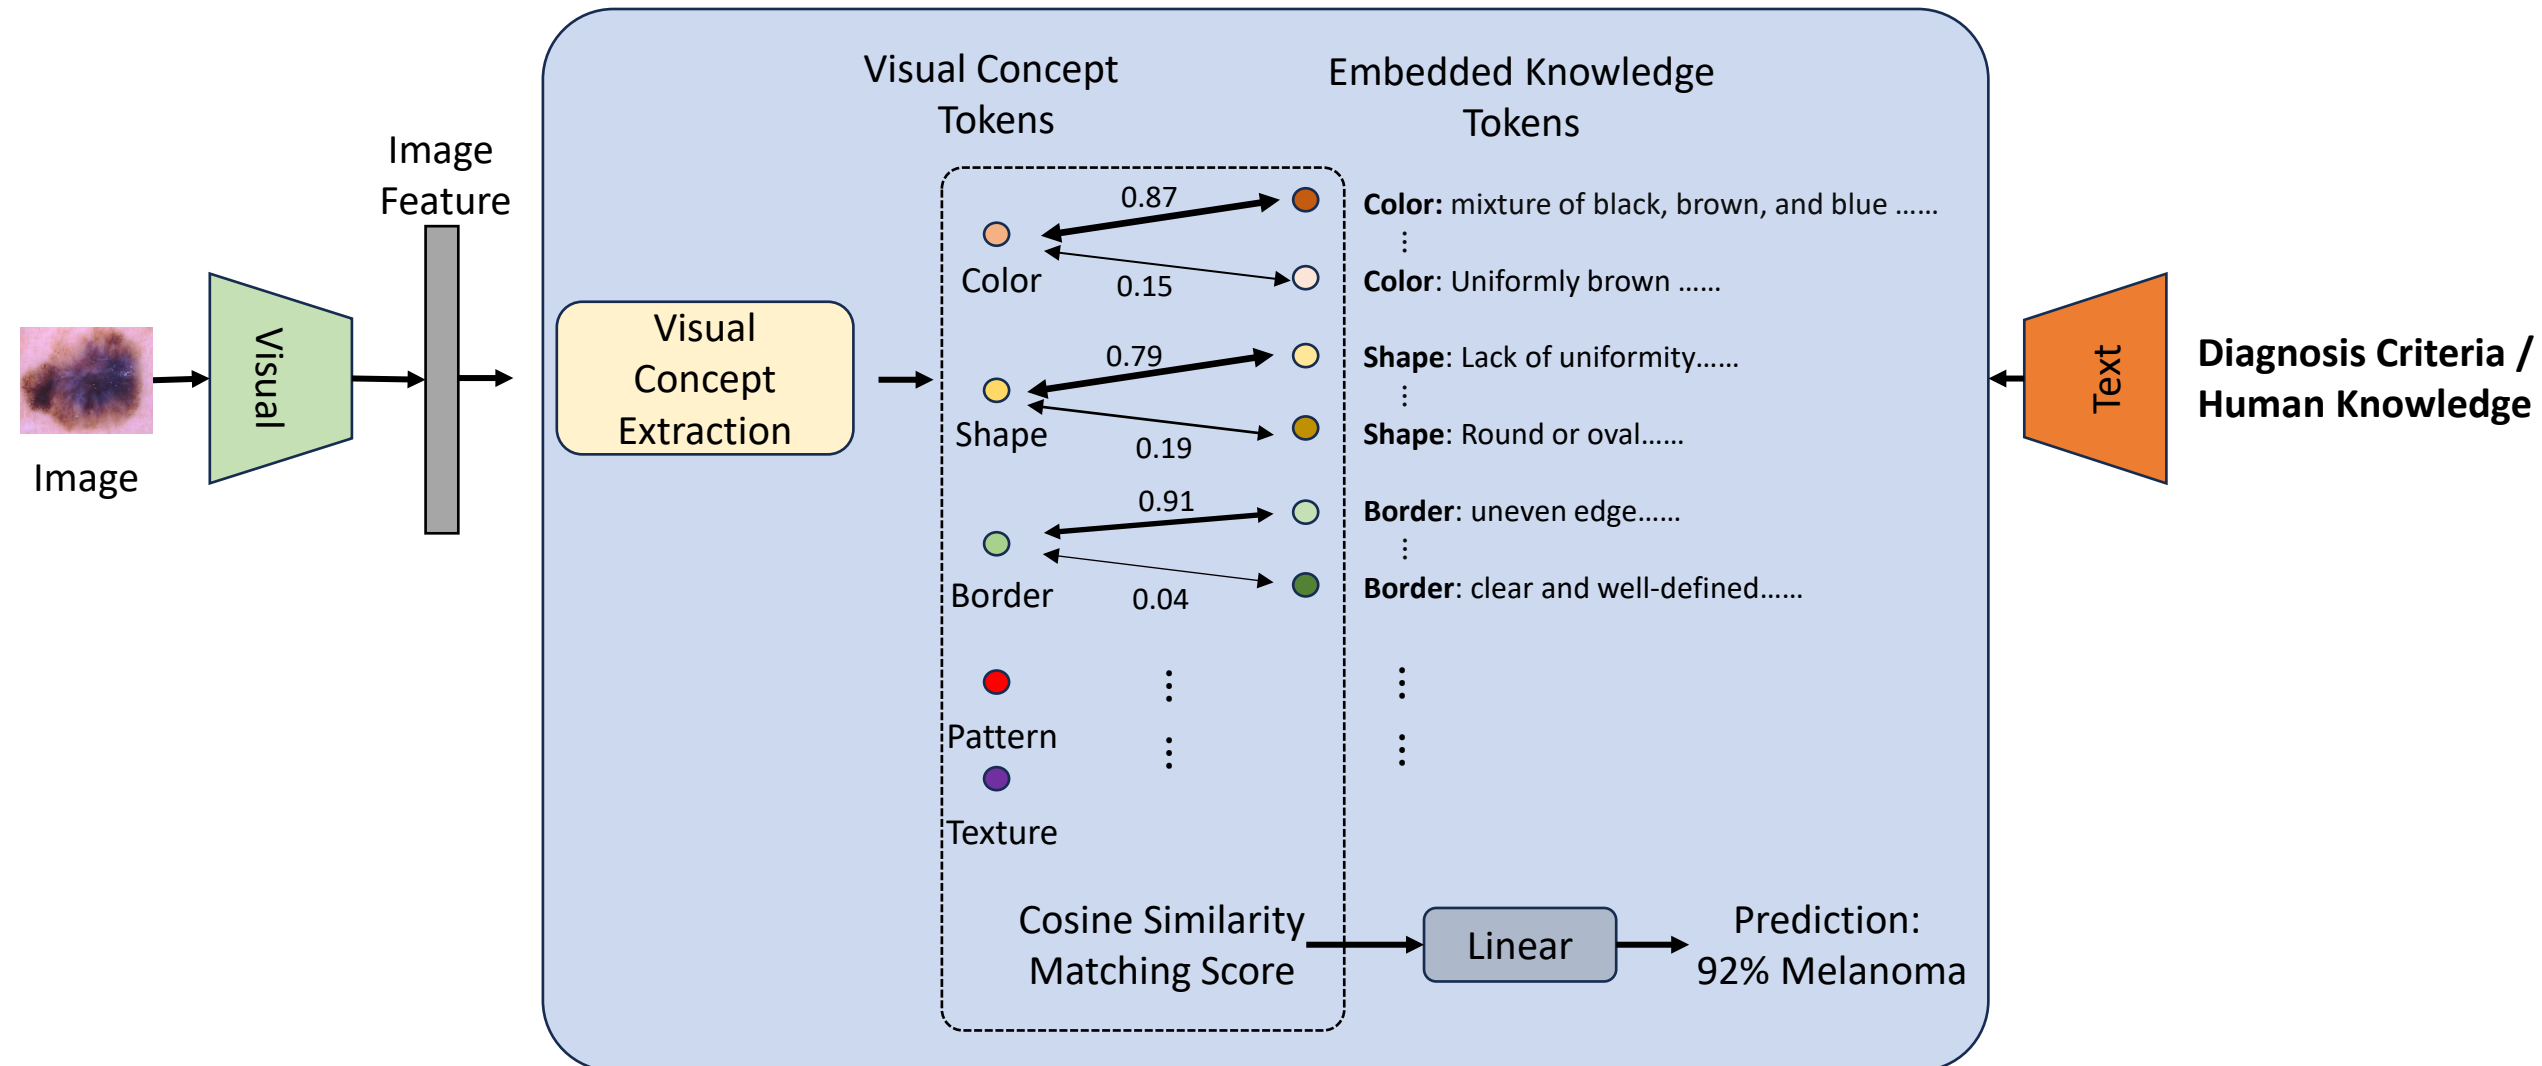 Visual Concept
Tokens
Embedded Knowledge
Tokens
Image
Feature
Visual
Image
Visual
Concept
Extraction
0.87
Color
0.15
0.79
Shape
0.19
0.91
Border
0.04
Pattern
Texture
Color: mixture of black, brown, and blue ......
Color: Uniformly brown ......
Shape: Lack of uniformity......
Shape: Round or oval......
Border: uneven edge......
Border: clear and well-defined......
Text
Diagnosis Criteria /
Human Knowledge
Cosine Similarity
Matching Score
Linear
Prediction:
92% Melanoma